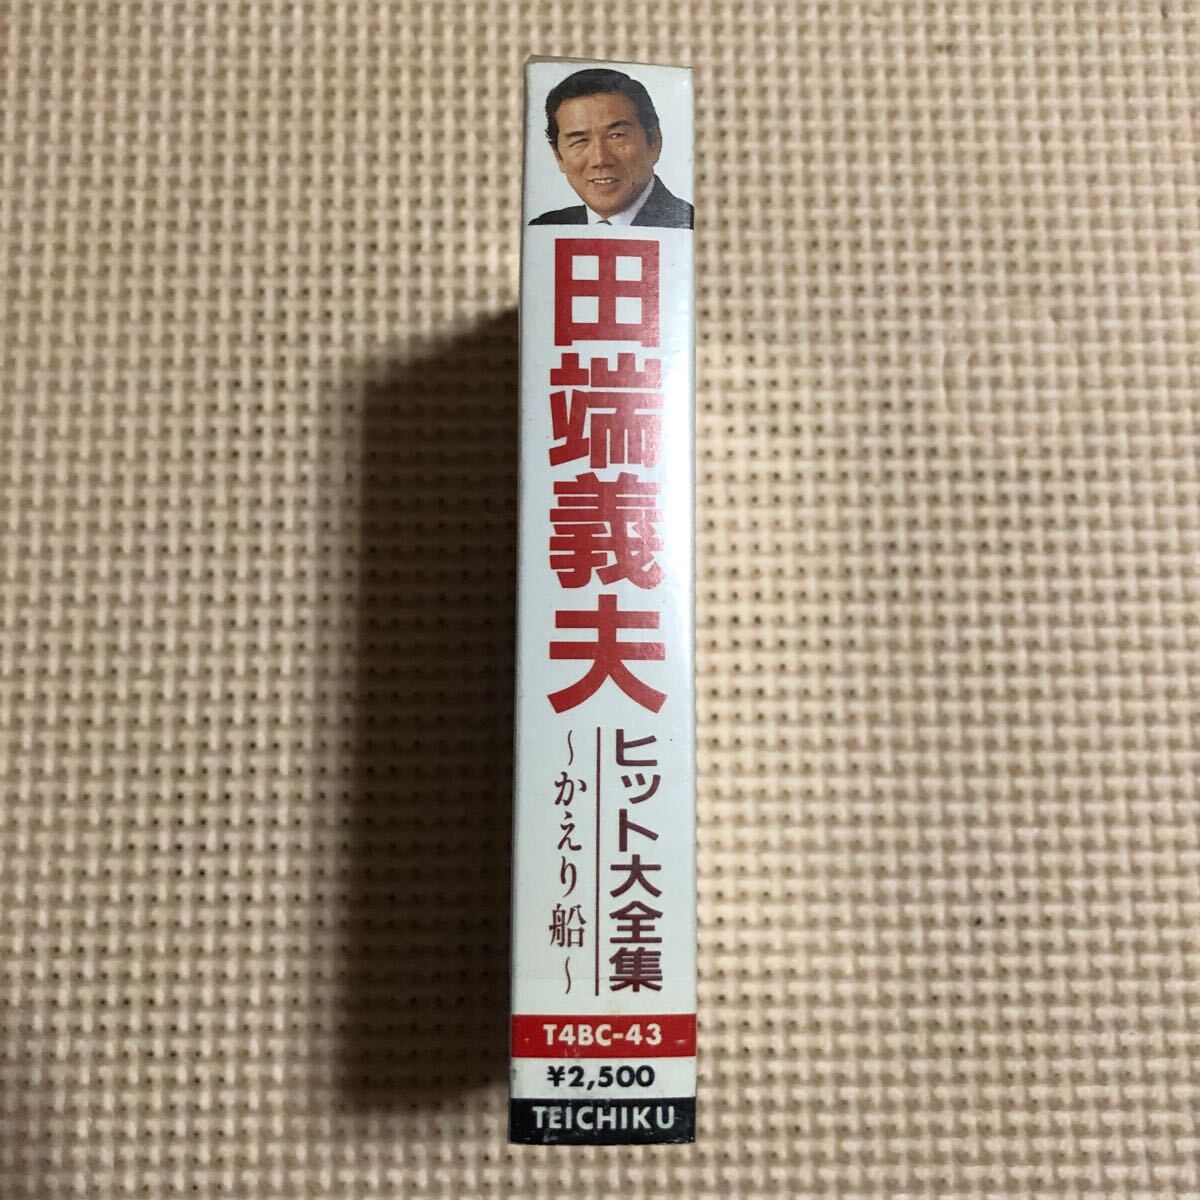 田端義夫
ヒット大全集
～かえり船～
T4BC-43
¥2,500
TEICHIKU